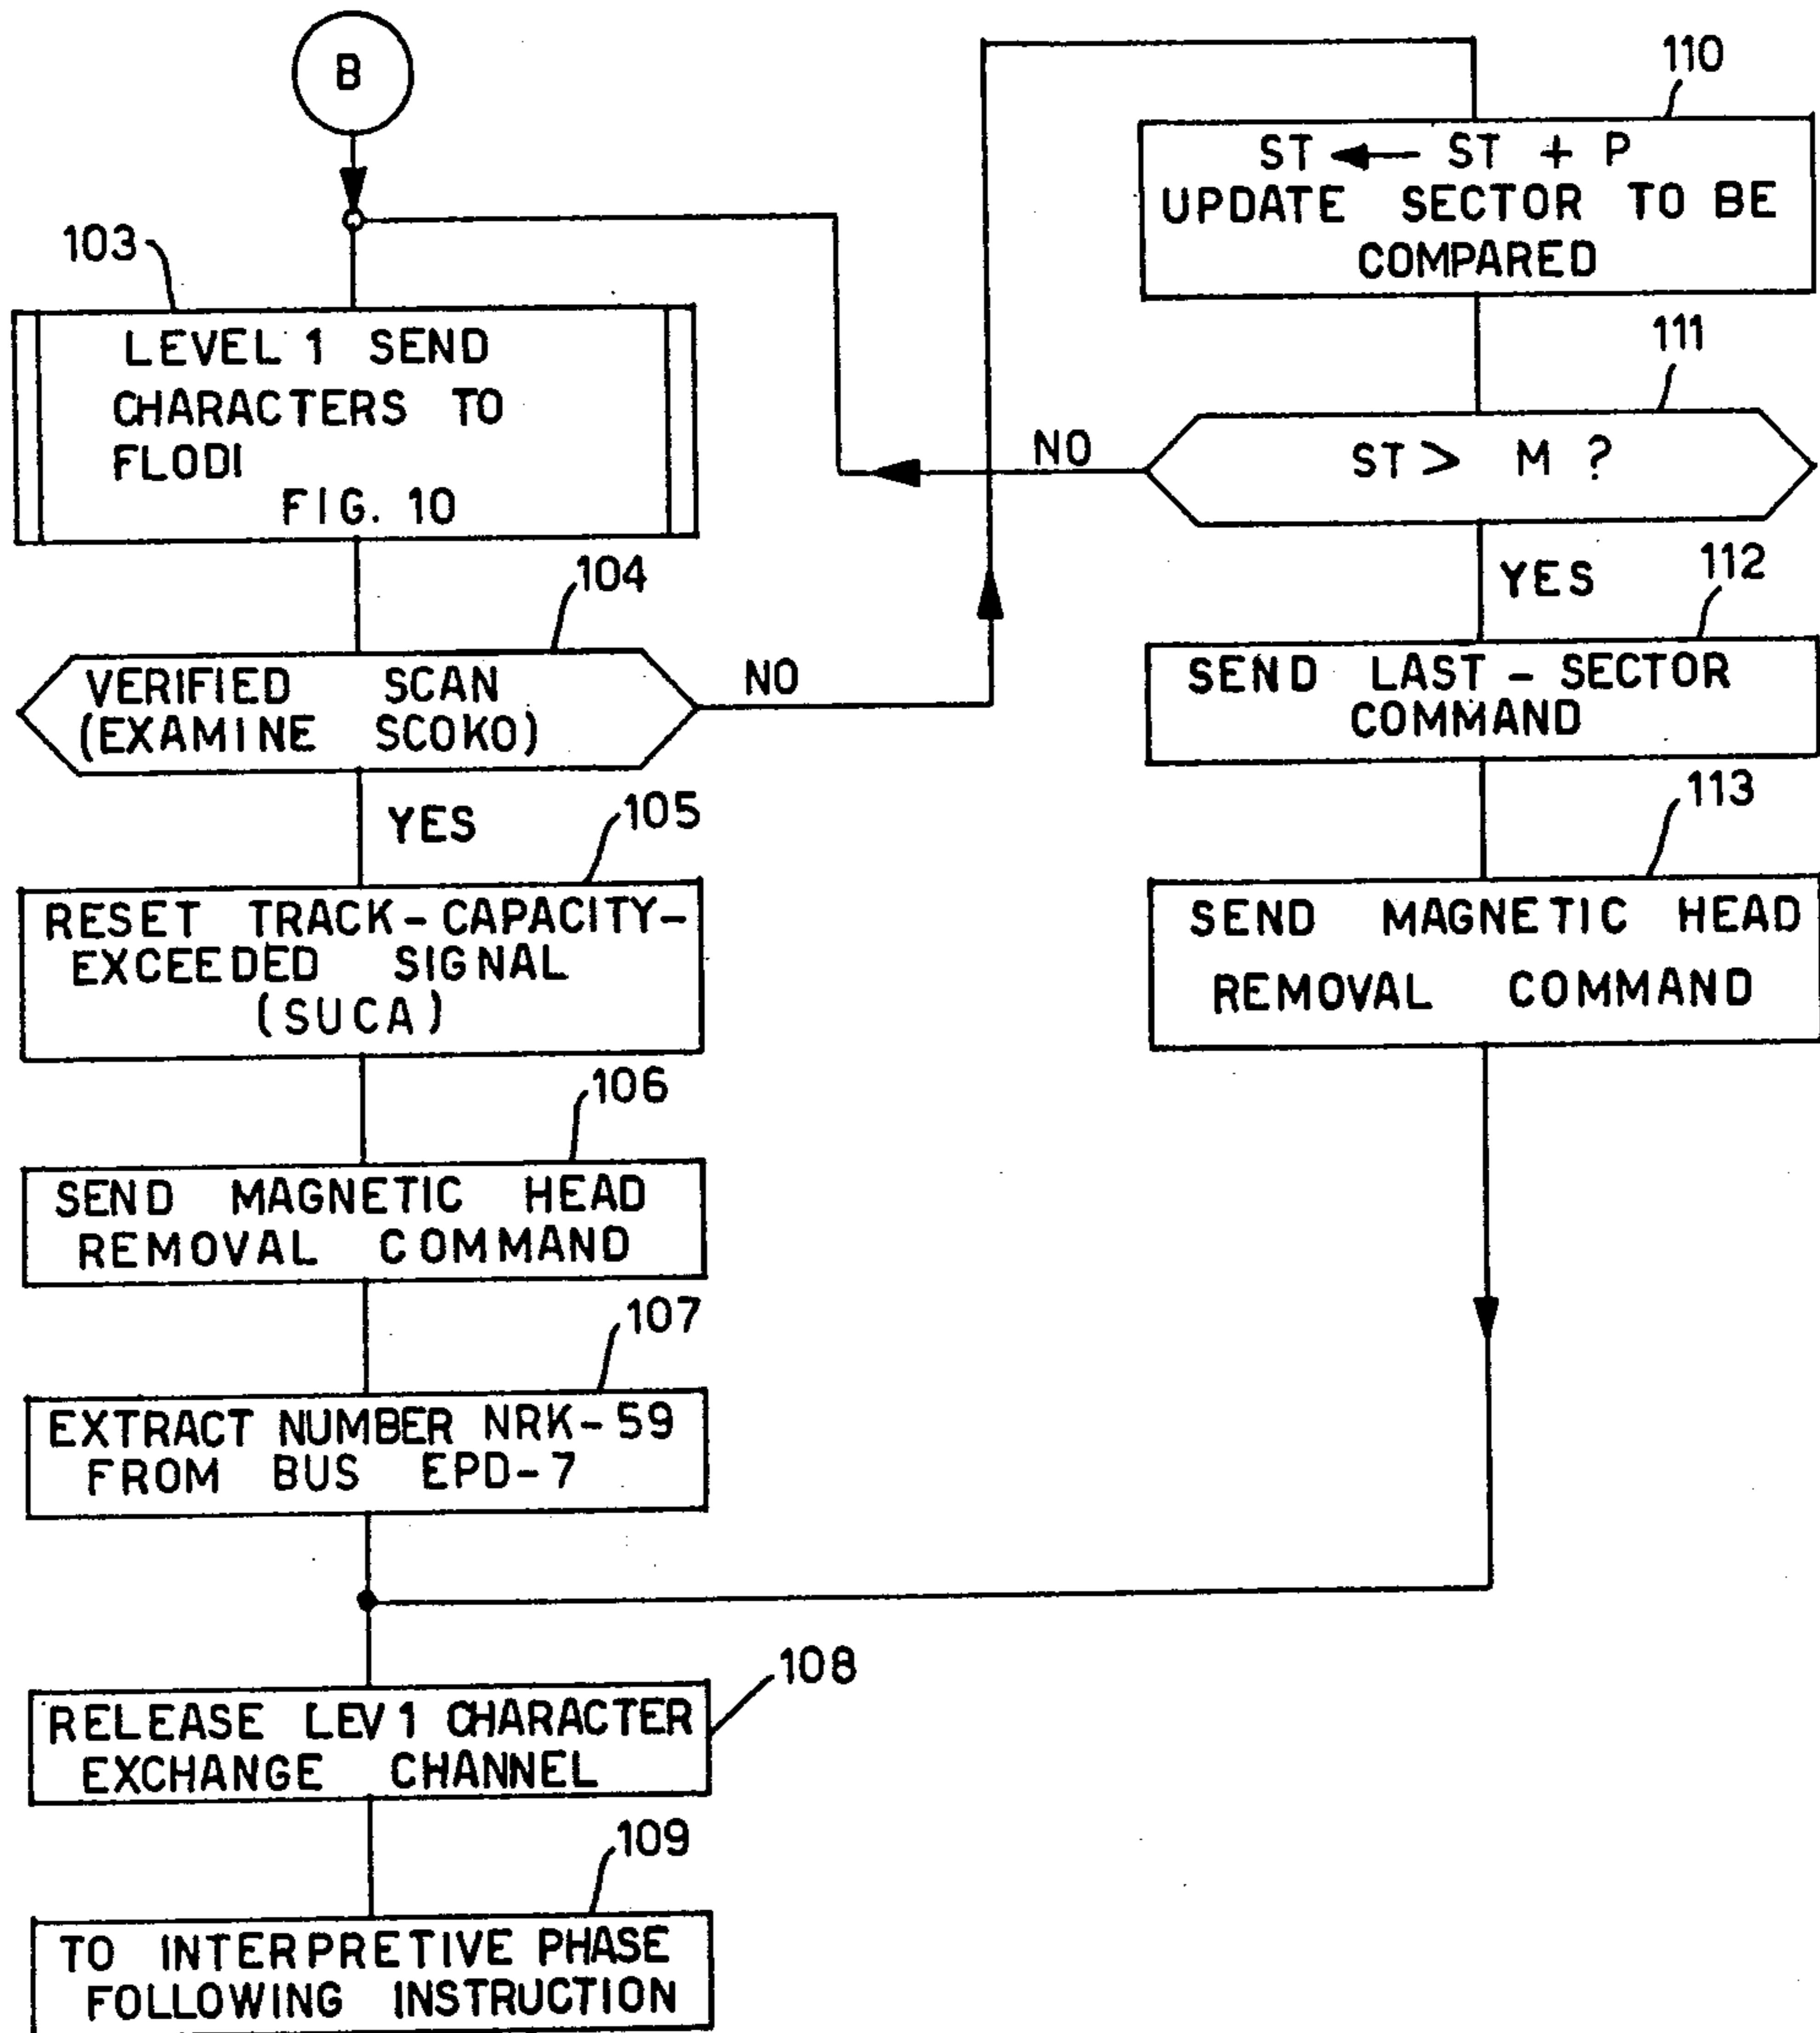 B
103
LEVEL 1 SEND
CHARACTERS TO
FLODI
FIG. 10
104
VERIFIED SCAN
(EXAMINE SCOKO)
NO
YES
105
RESET TRACK-CAPACITY-
EXCEEDED SIGNAL
(SUCA)
106
SEND MAGNETIC HEAD
REMOVAL COMMAND
107
EXTRACT NUMBER NRK-59
FROM BUS EPD-7
108
RELEASE LEV 1 CHARACTER
EXCHANGE CHANNEL
109
TO INTERPRETIVE PHASE
FOLLOWING INSTRUCTION
110
ST ← ST + P
UPDATE SECTOR TO BE
COMPARED
111
ST > M ?
NO
YES
112
SEND LAST - SECTOR
COMMAND
113
SEND MAGNETIC HEAD
REMOVAL COMMAND